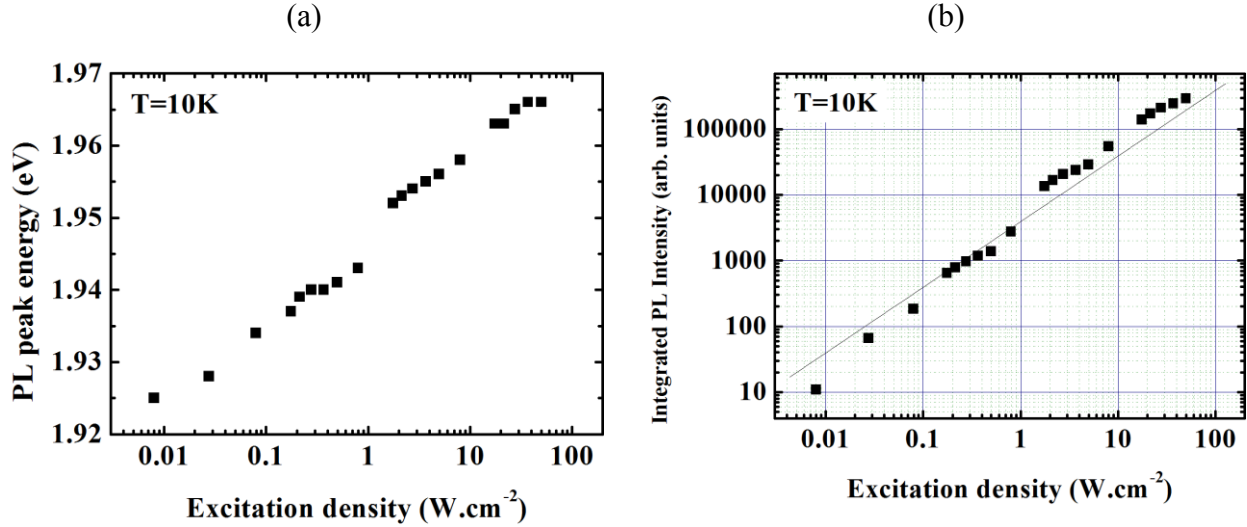 (a)
(b)
T=10K
1.97
1.96
1.95
1.94
1.93
1.92
PL peak energy (eV)
0.01 0.1 1 10 100
Excitation density (W.cm⁻²)
T=10K
100000
10000
1000
100
10
Integrated PL Intensity (arb. units)
0.01 0.1 1 10 100
Excitation density (W.cm⁻²)